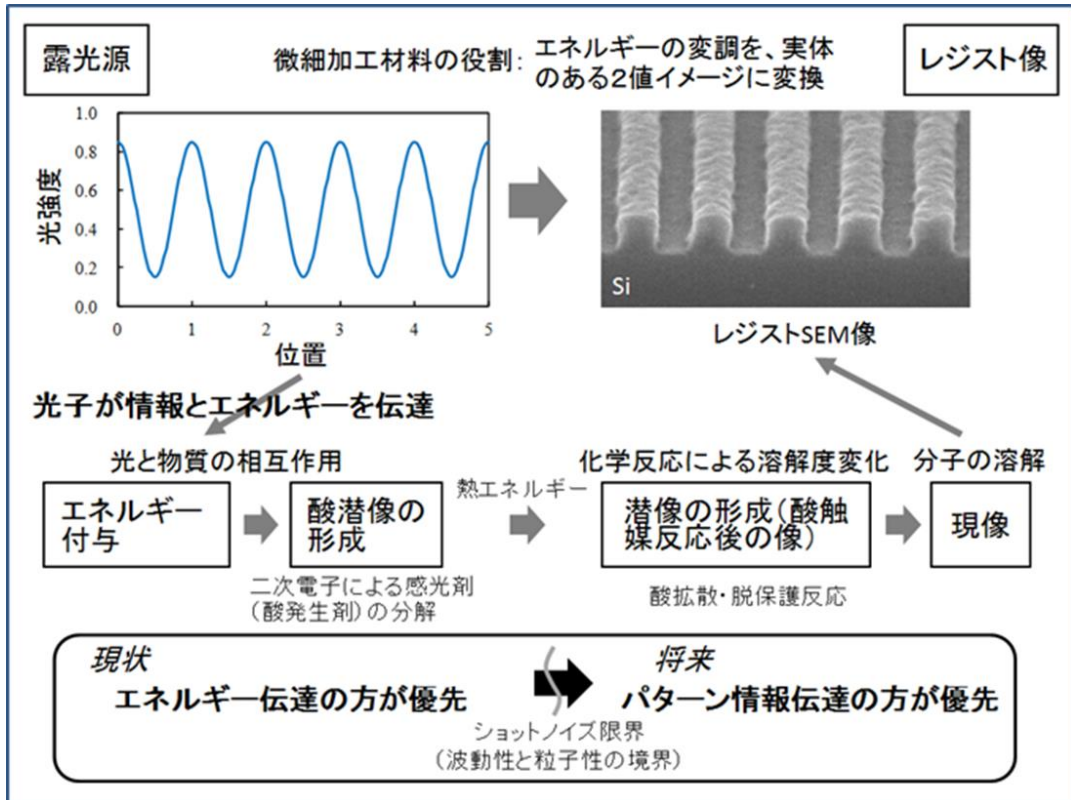 露光源
微細加工材料の役割:
エネルギーの変調を、実体
のある2値イメージに変換
レジスト像
光強度
1.0
0.8
0.6
0.4
0.2
0.0
0 1 2 3 4 5
位置
Si
レジストSEM像
光子が情報とエネルギーを伝達
光と物質の相互作用
エネルギー
付与
酸潜像の
形成
二次電子による感光剤
(酸発生剤)の分解
熱エネルギー
化学反応による溶解度変化
潜像の形成(酸触
媒反応後の像)
酸拡散・脱保護反応
分子の溶解
現像
現状
エネルギー伝達の方が優先
将来
パターン情報伝達の方が優先
ショットノイズ限界
(波動性と粒子性の境界)